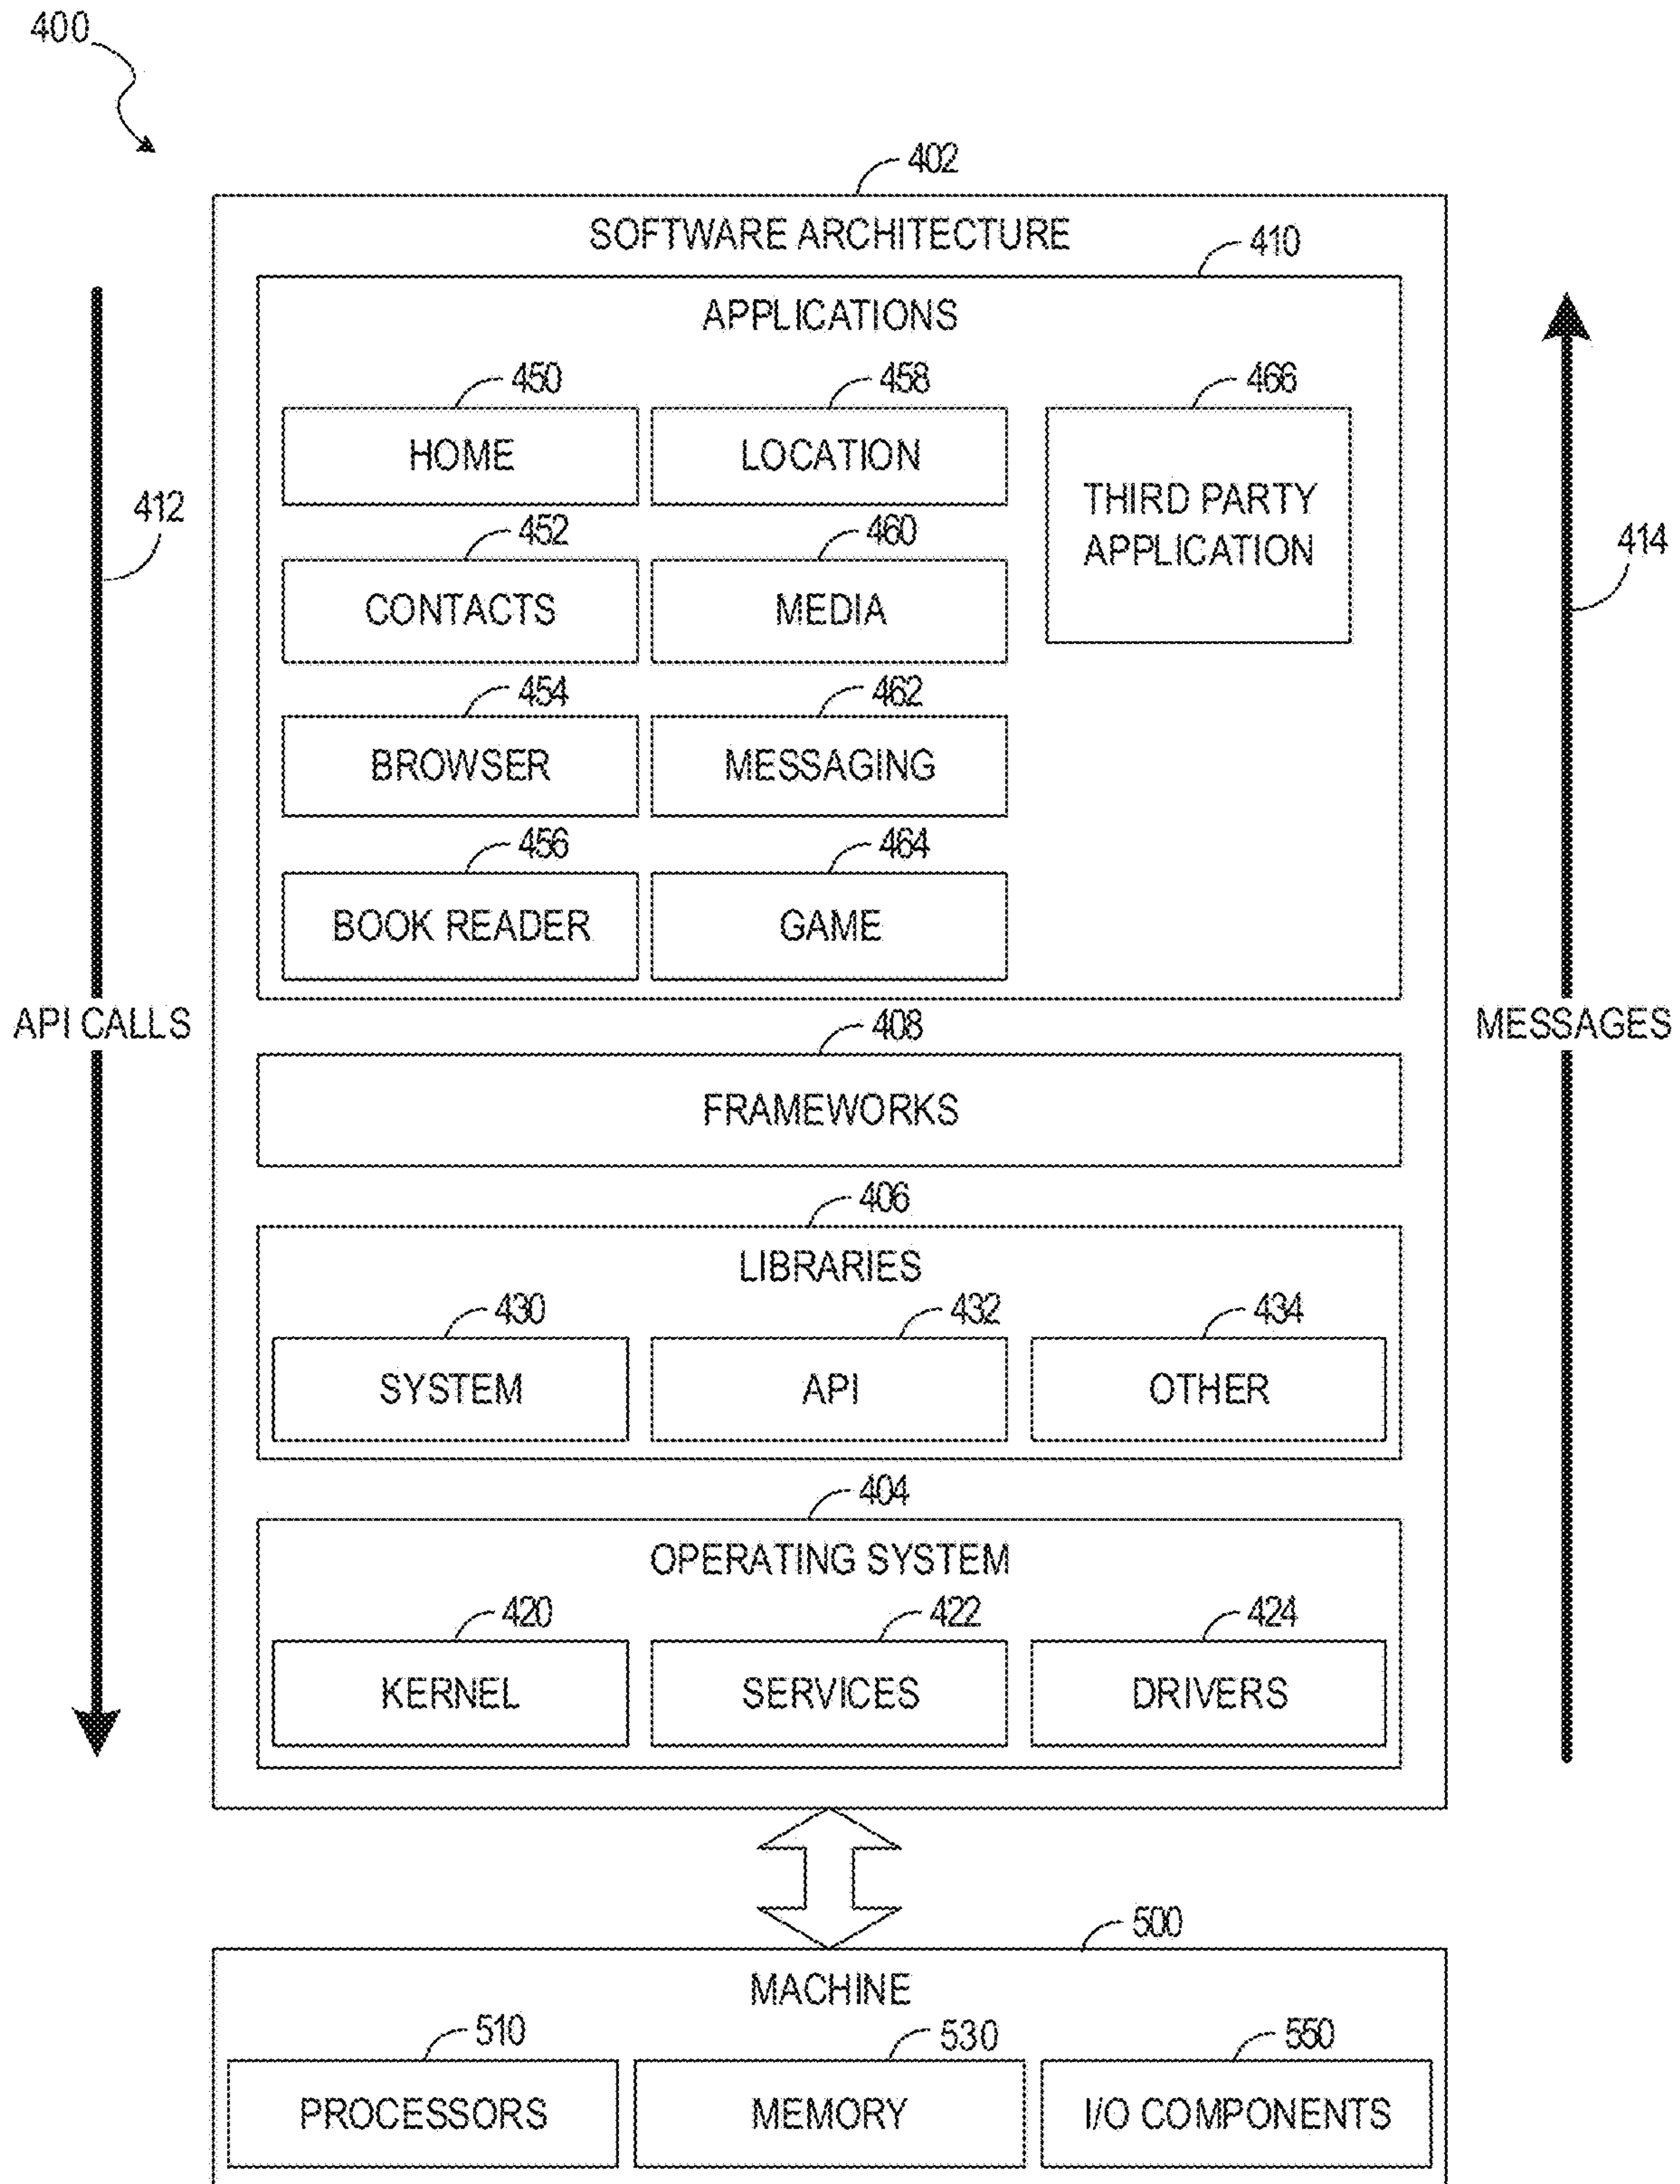 400
402
SOFTWARE ARCHITECTURE
410
APPLICATIONS
450
458
466
HOME
LOCATION
THIRD PARTY
APPLICATION
412
452
460
414
CONTACTS
MEDIA
454
462
BROWSER
MESSAGING
456
464
BOOK READER
GAME
API CALLS
MESSAGES
408
FRAMEWORKS
406
LIBRARIES
430
432
434
SYSTEM
API
OTHER
404
OPERATING SYSTEM
420
422
424
KERNEL
SERVICES
DRIVERS
500
MACHINE
510
530
550
PROCESSORS
MEMORY
I/O COMPONENTS